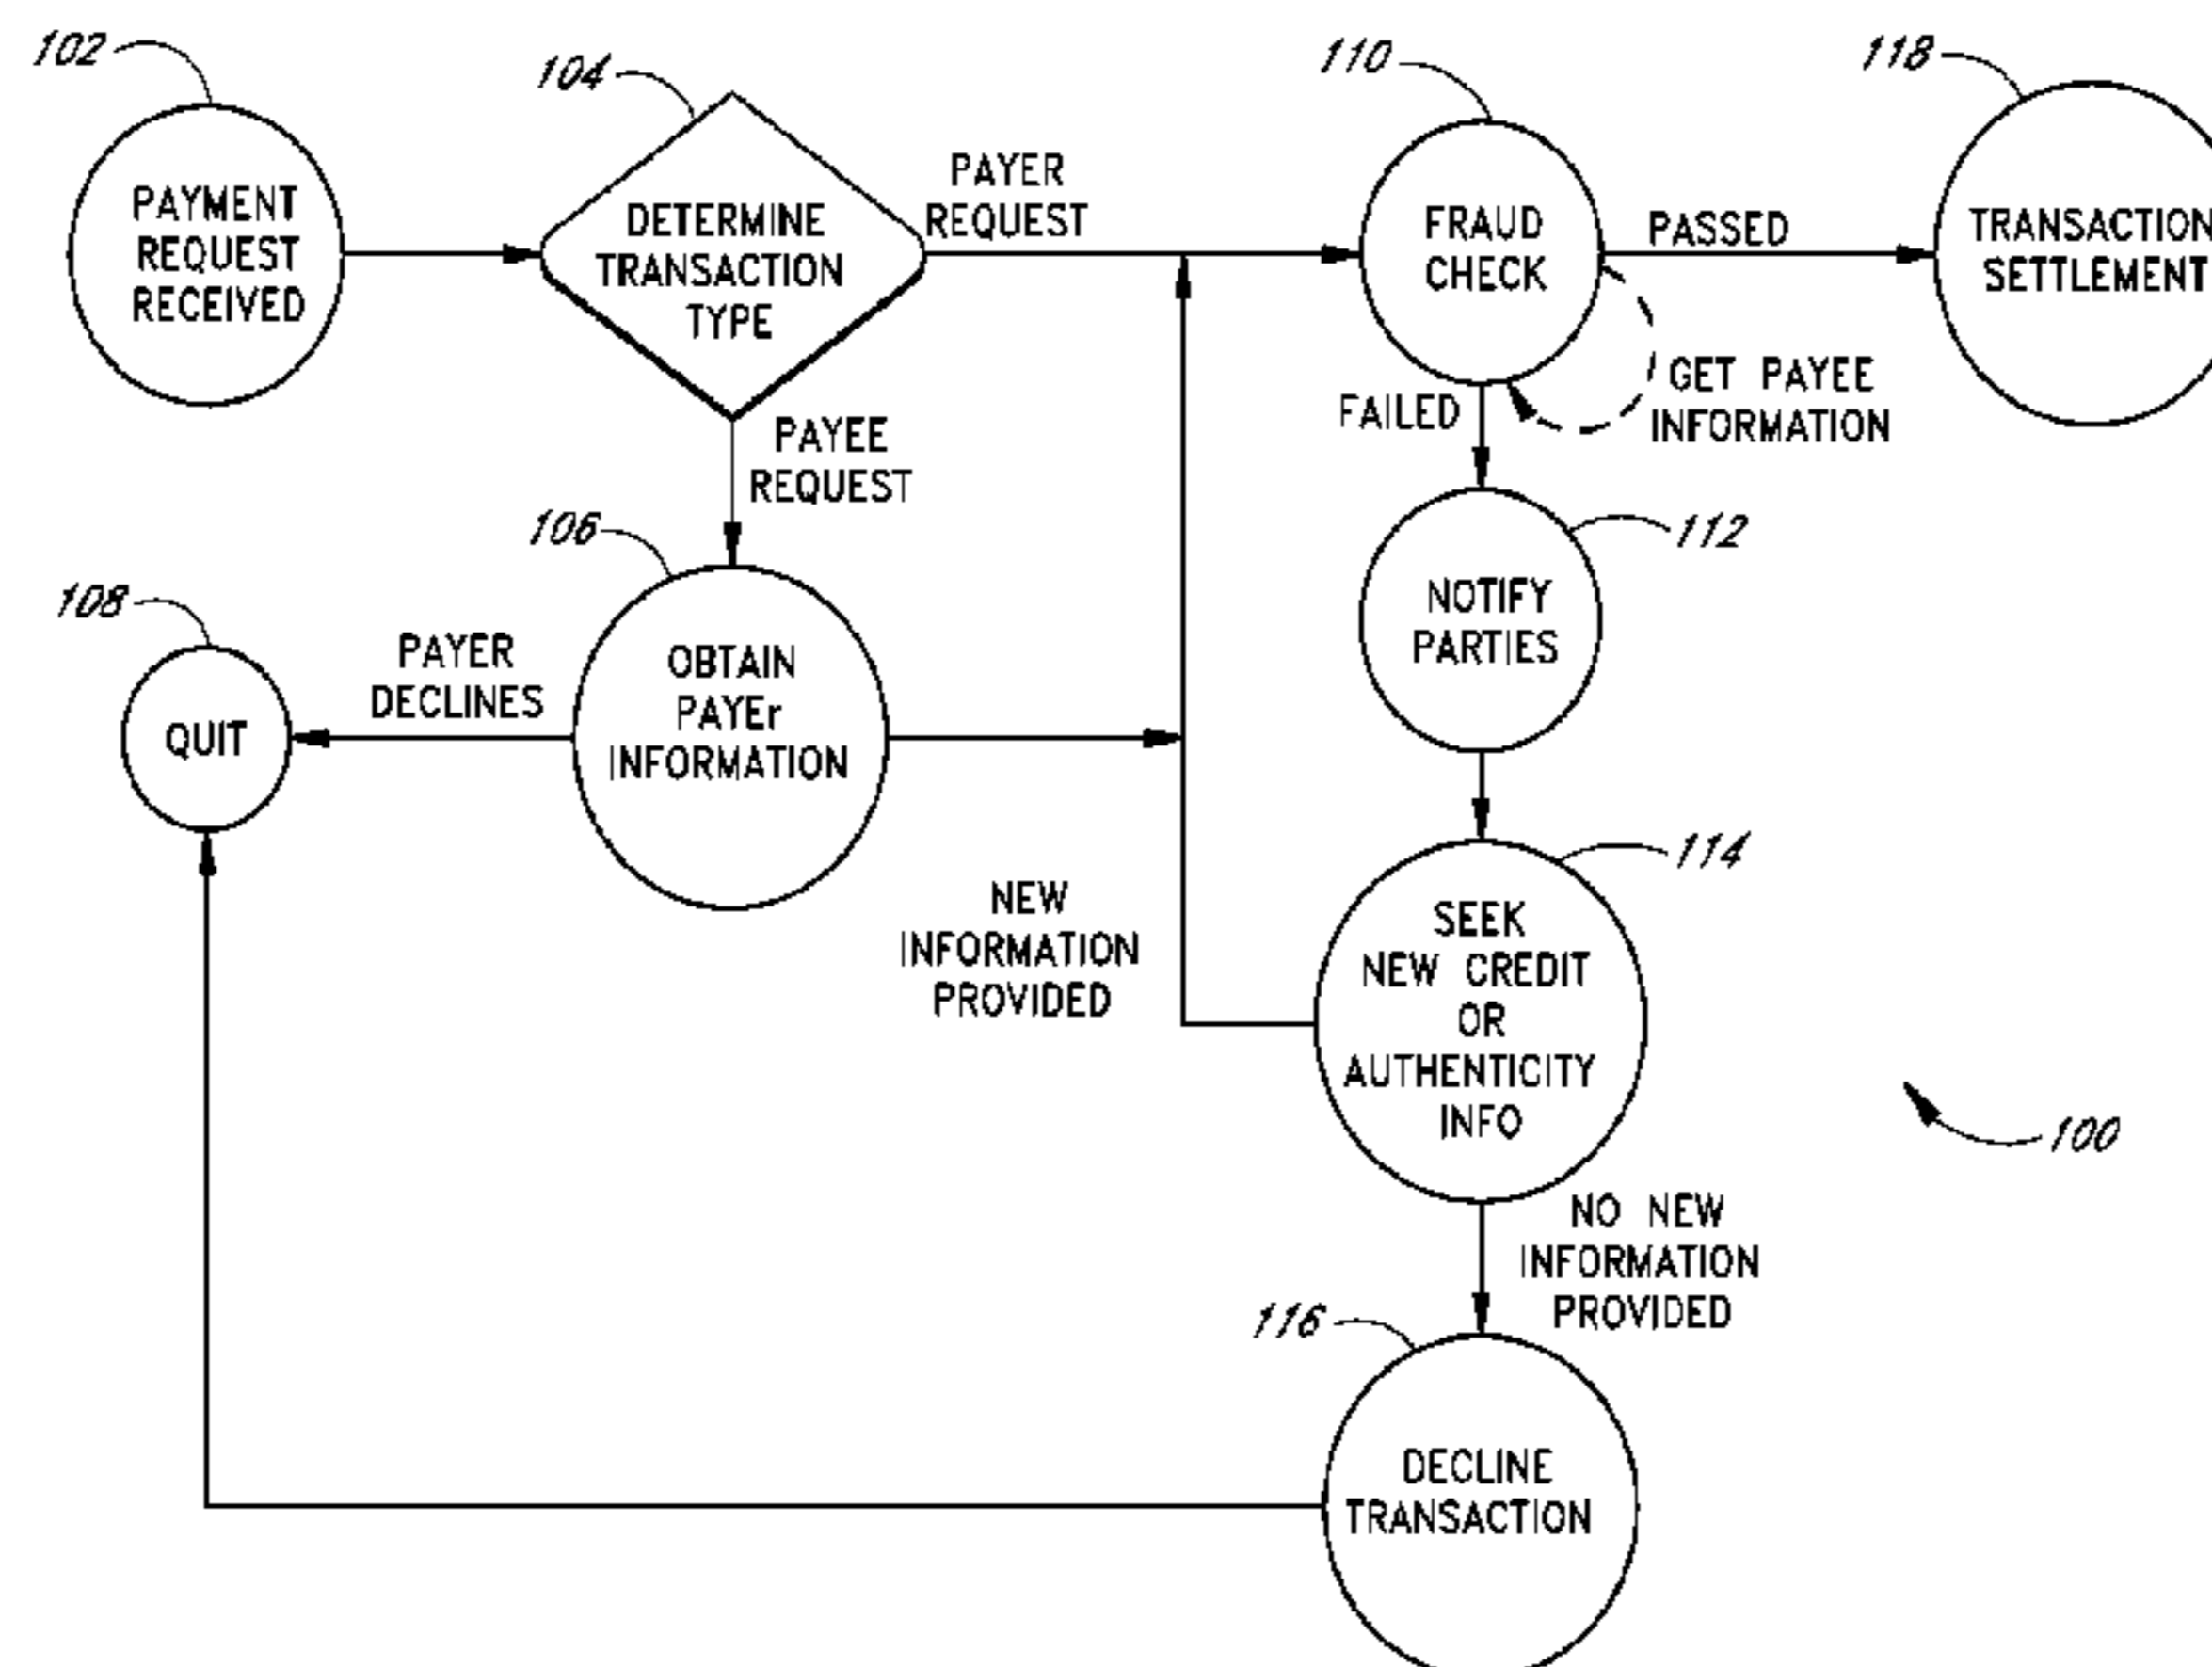 102
104
110
118
PAYMENT
REQUEST
RECEIVED
DETERMINE
TRANSACTION
TYPE
PAYER
REQUEST
FRAUD
CHECK
PASSED
TRANSACTION
SETTLEMENT
GET PAYEE
INFORMATION
FAILED
PAYEE
REQUEST
106
112
108
PAYER
DECLINES
OBTAIN
PAYEr
INFORMATION
NOTIFY
PARTIES
QUIT
114
NEW
INFORMATION
PROVIDED
SEEK
NEW CREDIT
OR
AUTHENTICITY
INFO
100
NO NEW
INFORMATION
PROVIDED
116
DECLINE
TRANSACTION